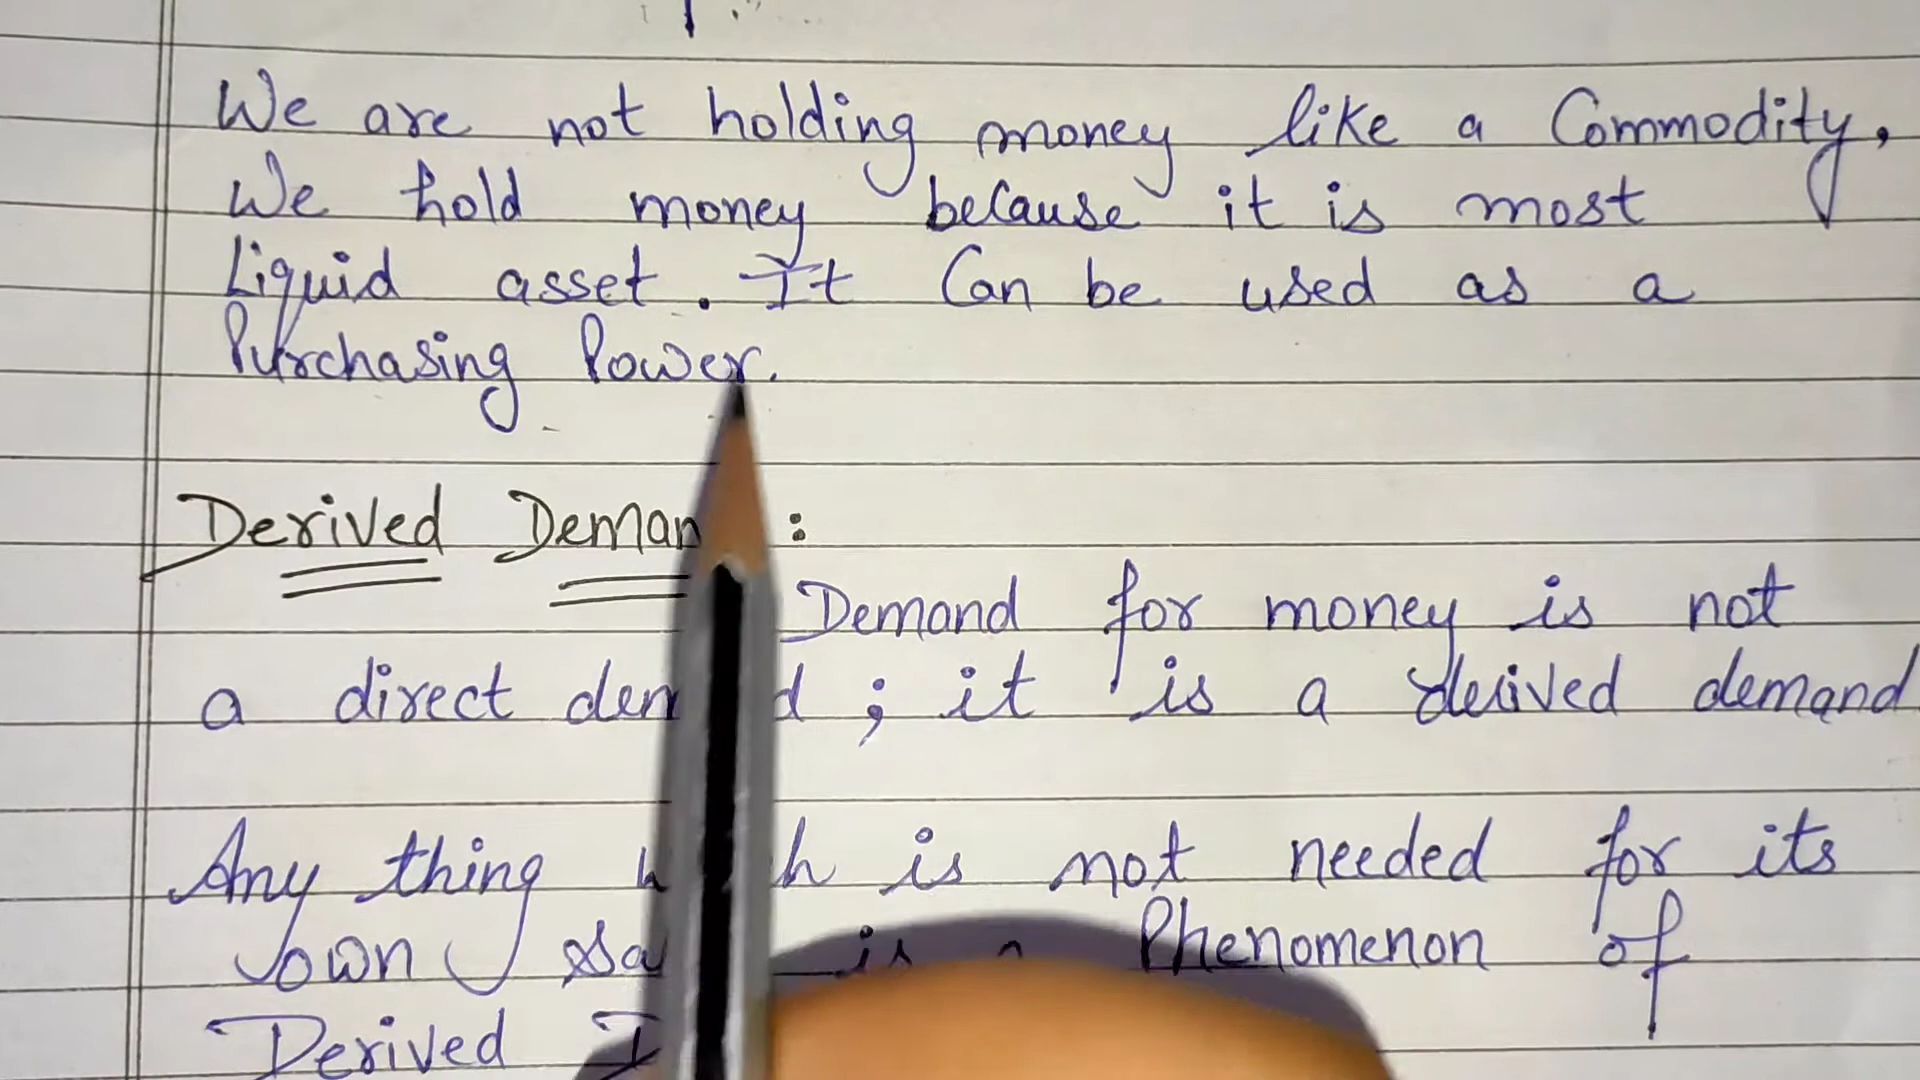 We are not holding money like a Commodity,
We hold money because it is most
Liquid asset. It Can be used as a
Purchasing Power.
Derived :
Demand for money is not
a direct ; it is a derived demand
Any thing is not needed for its
own is a Phenomenon of
Derived